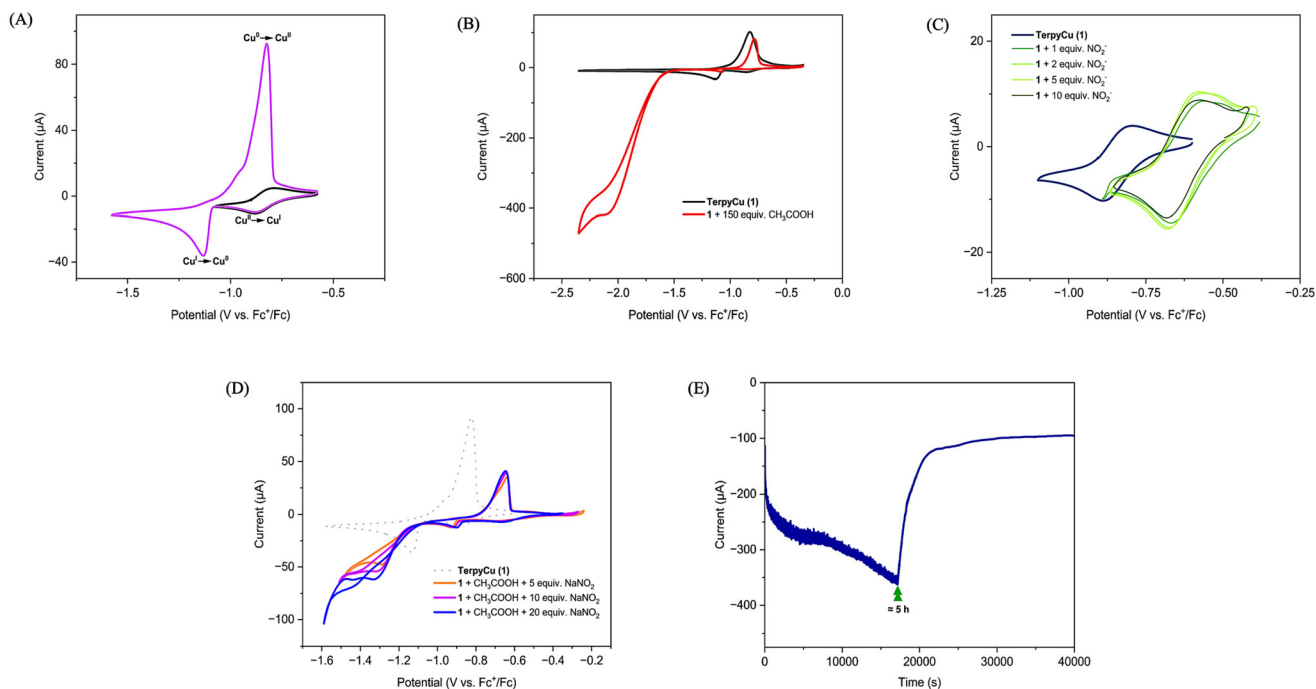 (A)
Cu⁰→Cuᴵᴵ
Cuᴵᴵ→Cuᴵ
Cuᴵ→Cu⁰
80
40
0
−40
−1.5
−1.0
−0.5
Current (µA)
Potential (V vs. Fc⁺/Fc)
(B)
TerpyCu (1)
1 + 150 equiv. CH₃COOH
0
−200
−400
−600
−2.5
−2.0
−1.5
−1.0
−0.5
0.0
Current (µA)
Potential (V vs. Fc⁺/Fc)
(C)
TerpyCu (1)
1 + 1 equiv. NO₂⁻
1 + 2 equiv. NO₂⁻
1 + 5 equiv. NO₂⁻
1 + 10 equiv. NO₂⁻
20
0
−20
−1.25
−1.00
−0.75
−0.50
−0.25
Current (µA)
Potential (V vs. Fc⁺/Fc)
(D)
TerpyCu (1)
1 + CH₃COOH + 5 equiv. NaNO₂
1 + CH₃COOH + 10 equiv. NaNO₂
1 + CH₃COOH + 20 equiv. NaNO₂
100
50
0
−50
−100
−1.6
−1.4
−1.2
−1.0
−0.8
−0.6
−0.4
−0.2
Current (µA)
Potential (V vs. Fc⁺/Fc)
(E)
≈ 5 h
0
−100
−200
−300
−400
0
10000
20000
30000
40000
Current (µA)
Time (s)